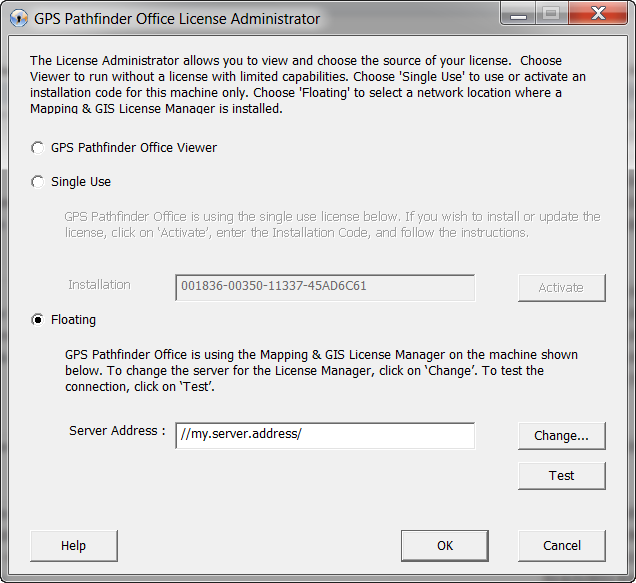 GPS Pathfinder Office License Administrator
The License Administrator allows you to view and choose the source of your license.  Choose
Viewer to run without a license with limited capabilities. Choose 'Single Use' to use or activate an
installation code for this machine only. Choose 'Floating' to select a network location where a
Mapping & GIS License Manager is installed.
GPS Pathfinder Office Viewer
Single Use
GPS Pathfinder Office is using the single use license below. If you wish to install or update the
license, click on ‘Activate’, enter the Installation Code, and follow the instructions.
Installation 001836-00350-11337-45AD6C61 Activate
Floating
GPS Pathfinder Office is using the Mapping & GIS License Manager on the machine shown
below. To change the server for the License Manager, click on ‘Change’. To test the
connection, click on ‘Test’.
Server Address : //my.server.address/ Change...
Test
Help OK Cancel